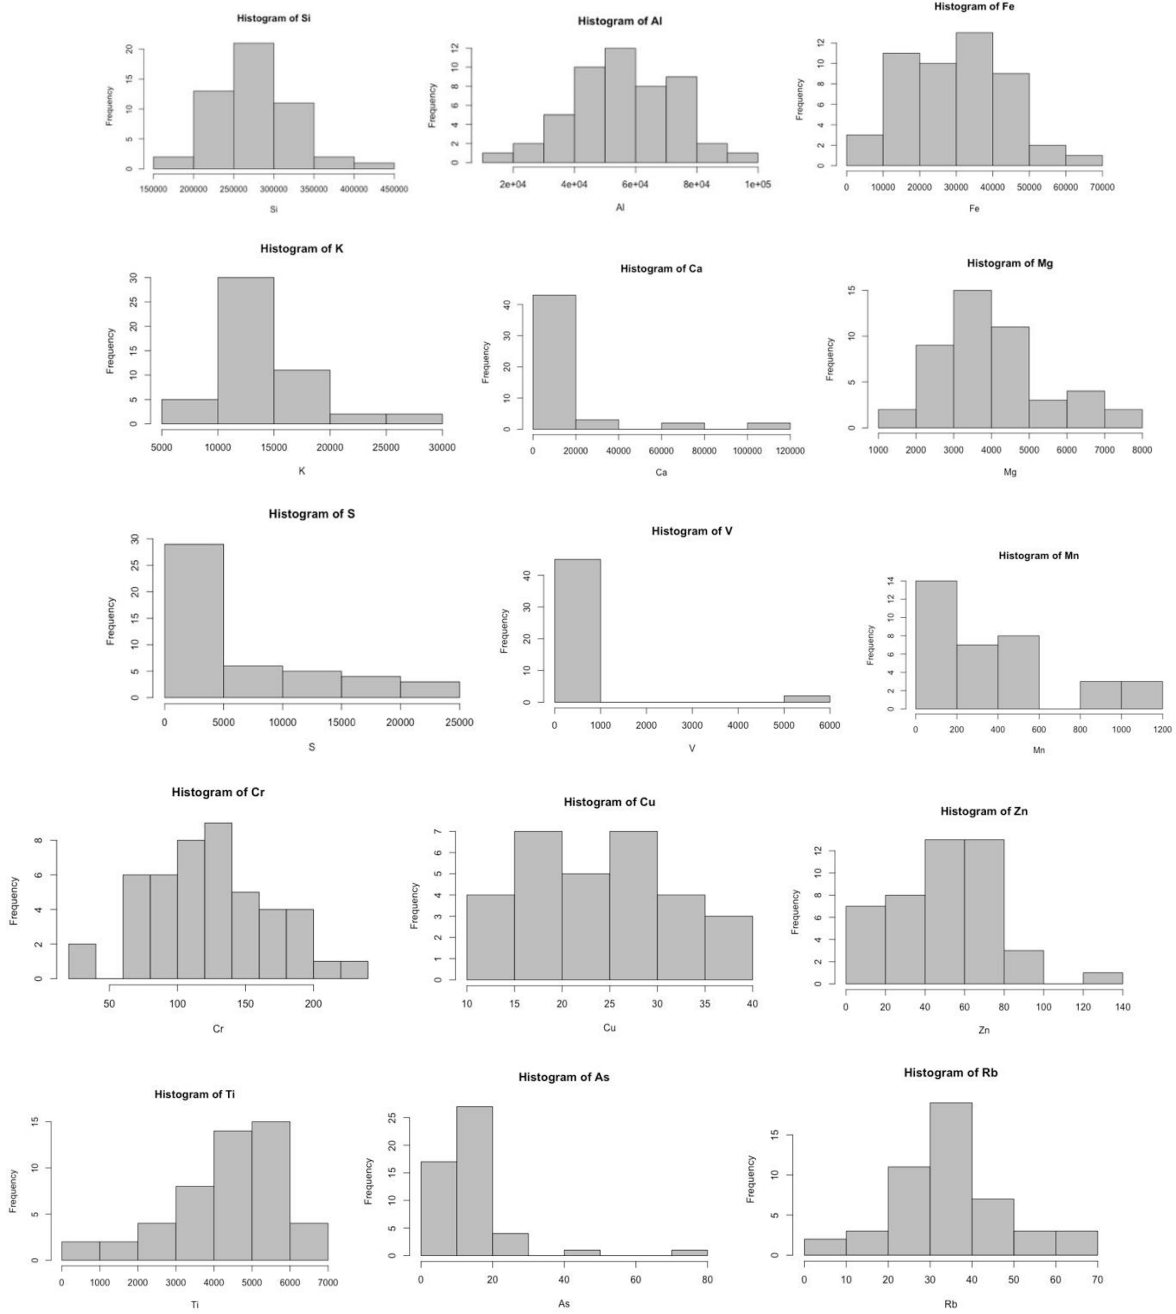 Histogram of Si
Frequency
0 5 10 15 20
150000 200000 250000 300000 350000 400000 450000
Si
Histogram of Al
Frequency
0 2 4 6 8 10 12
2e+04 4e+04 6e+04 8e+04 1e+05
Al
Histogram of Fe
Frequency
0 2 4 6 8 10 12
0 10000 20000 30000 40000 50000 60000 70000
Fe
Histogram of K
Frequency
0 5 10 15 20 25 30
5000 10000 15000 20000 25000 30000
K
Histogram of Ca
Frequency
0 10 20 30 40
0 20000 40000 60000 80000 100000 120000
Ca
Histogram of Mg
Frequency
0 5 10 15
1000 2000 3000 4000 5000 6000 7000 8000
Mg
Histogram of S
Frequency
0 5 10 15 20 25 30
0 5000 10000 15000 20000 25000
S
Histogram of V
Frequency
0 10 20 30 40
0 1000 2000 3000 4000 5000 6000
V
Histogram of Mn
Frequency
0 2 4 6 8 10 12 14
0 200 400 600 800 1000 1200
Mn
Histogram of Cr
Frequency
0 2 4 6 8
50 100 150 200
Cr
Histogram of Cu
Frequency
0 1 2 3 4 5 6 7
10 15 20 25 30 35 40
Cu
Histogram of Zn
Frequency
0 2 4 6 8 10 12
0 20 40 60 80 100 120 140
Zn
Histogram of Ti
Frequency
0 5 10 15
0 1000 2000 3000 4000 5000 6000 7000
Ti
Histogram of As
Frequency
0 5 10 15 20 25
0 20 40 60 80
As
Histogram of Rb
Frequency
0 5 10 15
0 10 20 30 40 50 60 70
Rb